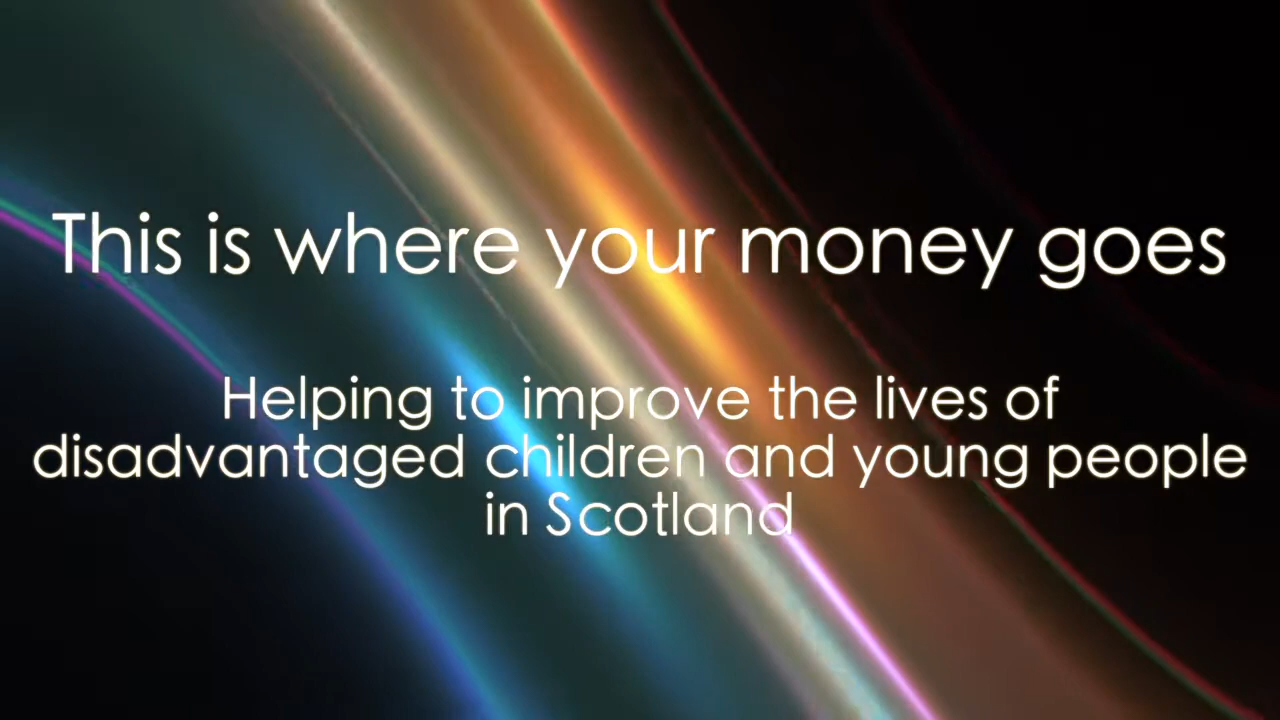 This is where your money goes
Helping to improve the lives of
disadvantaged children and young people
in Scotland